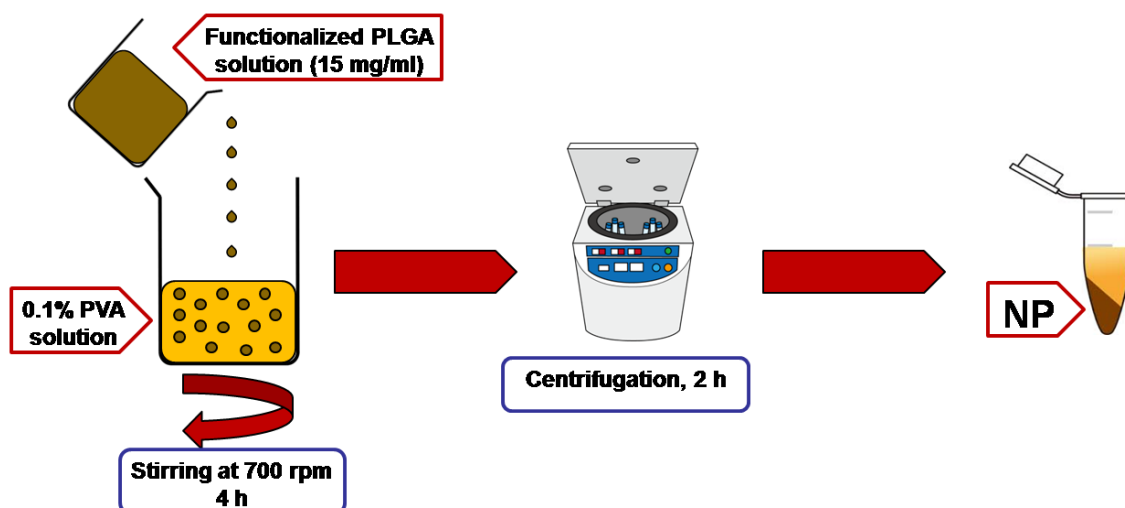 Functionalized PLGA
solution (15 mg/ml)
0.1% PVA
solution
Stirring at 700 rpm
4 h
Centrifugation, 2 h
NP